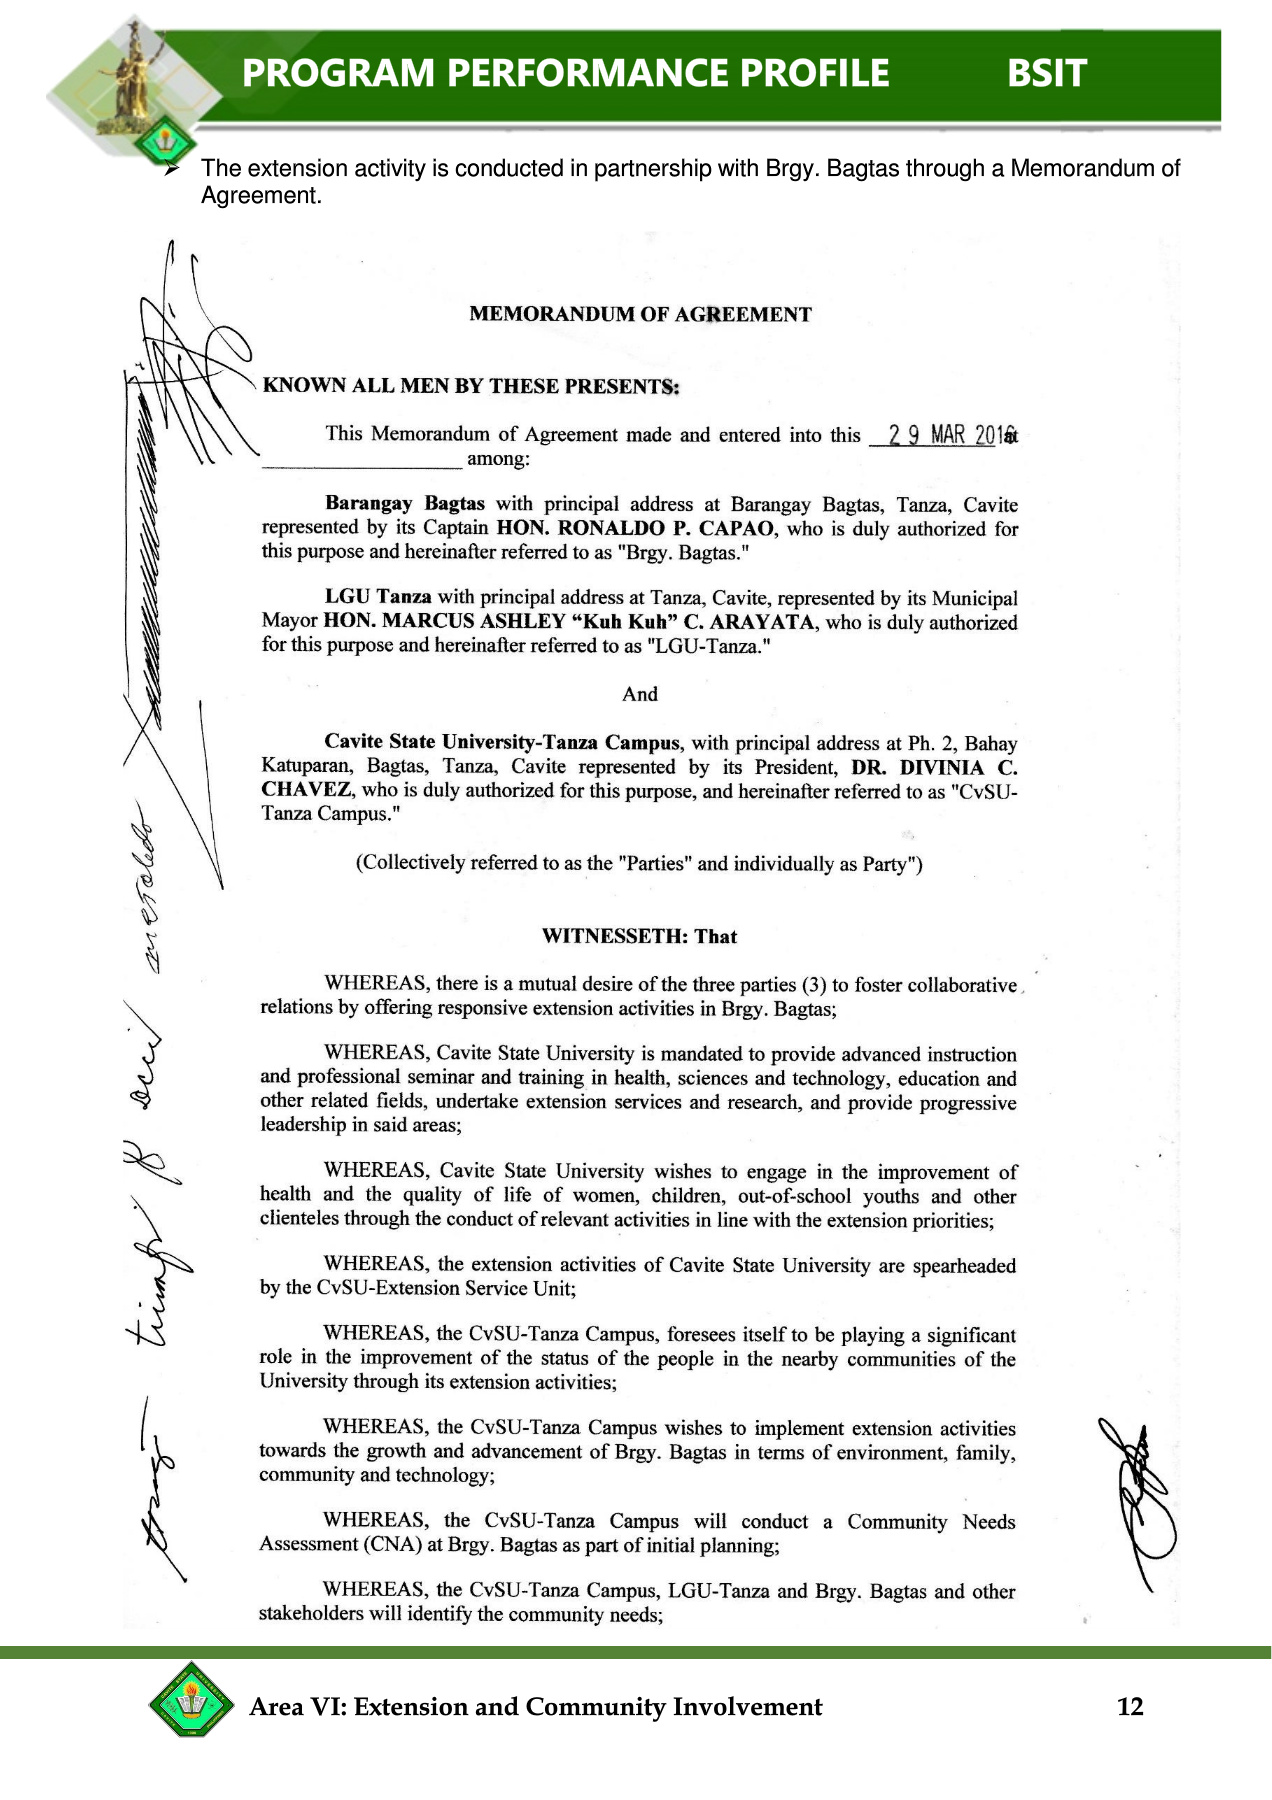 PROGRAM PERFORMANCE PROFILE BSIT
➢ The extension activity is conducted in partnership with Brgy. Bagtas through a Memorandum of
Agreement.
MEMORANDUM OF AGREEMENT
KNOWN ALL MEN BY THESE PRESENTS:
This Memorandum of Agreement made and entered into this 29 MAR 2016 at
____________________ among:
Barangay Bagtas with principal address at Barangay Bagtas, Tanza, Cavite
represented by its Captain HON. RONALDO P. CAPAO, who is duly authorized for
this purpose and hereinafter referred to as "Brgy. Bagtas."
LGU Tanza with principal address at Tanza, Cavite, represented by its Municipal
Mayor HON. MARCUS ASHLEY “Kuh Kuh” C. ARAYATA, who is duly authorized
for this purpose and hereinafter referred to as "LGU-Tanza."
And
Cavite State University-Tanza Campus, with principal address at Ph. 2, Bahay
Katuparan, Bagtas, Tanza, Cavite represented by its President, DR. DIVINIA C.
CHAVEZ, who is duly authorized for this purpose, and hereinafter referred to as "CvSU-
Tanza Campus."
(Collectively referred to as the "Parties" and individually as Party")
WITNESSETH: That
WHEREAS, there is a mutual desire of the three parties (3) to foster collaborative
relations by offering responsive extension activities in Brgy. Bagtas;
WHEREAS, Cavite State University is mandated to provide advanced instruction
and professional seminar and training in health, sciences and technology, education and
other related fields, undertake extension services and research, and provide progressive
leadership in said areas;
WHEREAS, Cavite State University wishes to engage in the improvement of
health and the quality of life of women, children, out-of-school youths and other
clienteles through the conduct of relevant activities in line with the extension priorities;
WHEREAS, the extension activities of Cavite State University are spearheaded
by the CvSU-Extension Service Unit;
WHEREAS, the CvSU-Tanza Campus, foresees itself to be playing a significant
role in the improvement of the status of the people in the nearby communities of the
University through its extension activities;
WHEREAS, the CvSU-Tanza Campus wishes to implement extension activities
towards the growth and advancement of Brgy. Bagtas in terms of environment, family,
community and technology;
WHEREAS, the CvSU-Tanza Campus will conduct a Community Needs
Assessment (CNA) at Brgy. Bagtas as part of initial planning;
WHEREAS, the CvSU-Tanza Campus, LGU-Tanza and Brgy. Bagtas and other
stakeholders will identify the community needs;
Area VI: Extension and Community Involvement 12